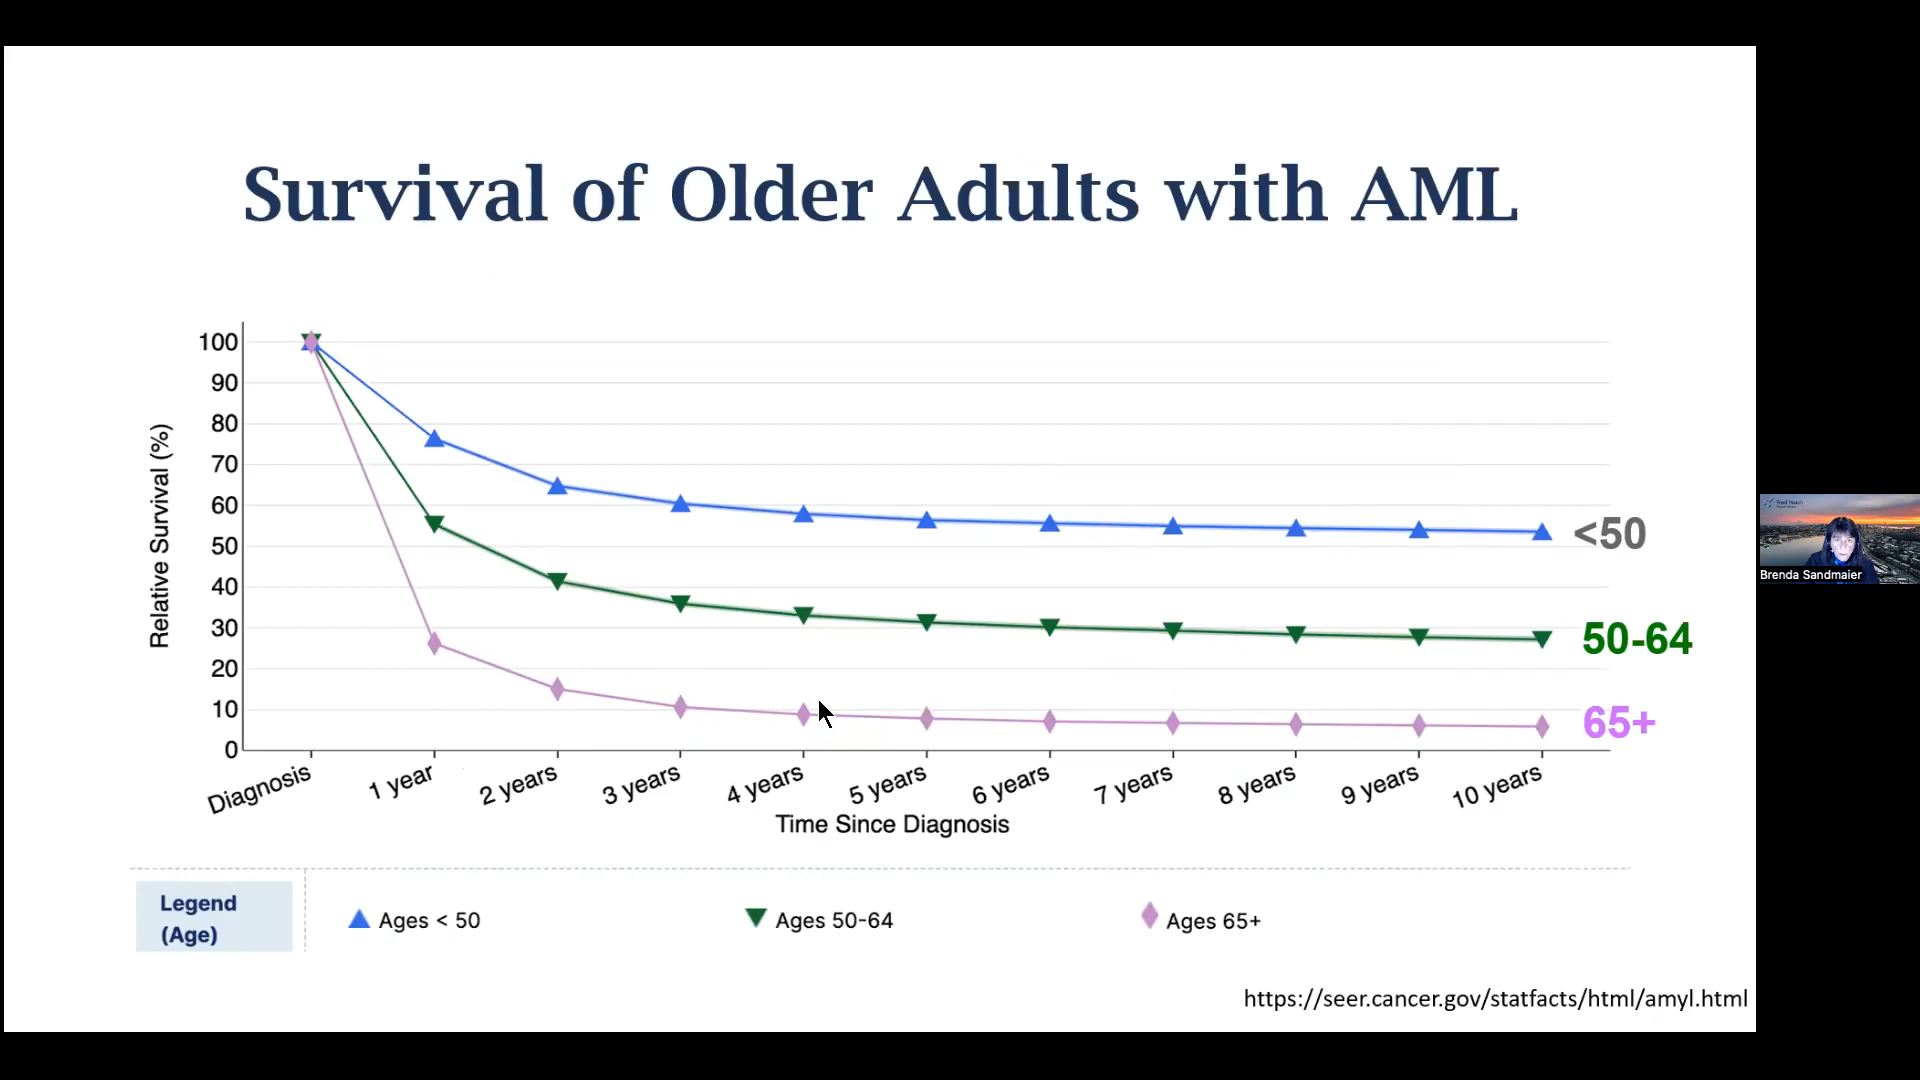 Survival of Older Adults with AML
Relative Survival (%)
100
90
80
70
60
50
40
30
20
10
0
<50
50-64
65+
Diagnosis
1 year
2 years
3 years
4 years
5 years
6 years
7 years
8 years
9 years
10 years
Time Since Diagnosis
Legend
(Age)
Ages < 50
Ages 50-64
Ages 65+
https://seer.cancer.gov/statfacts/html/amyl.html
Fred Hutch
Brenda Sandmaier